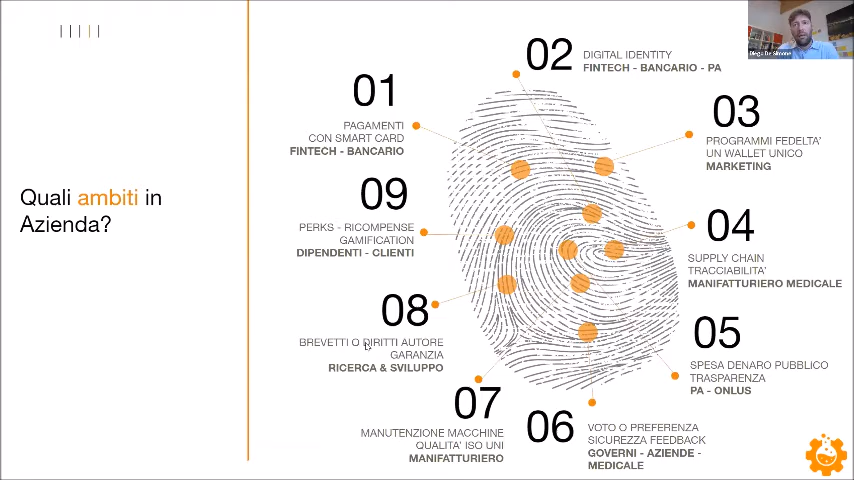 Quali ambiti in
Azienda?
01
PAGAMENTI
CON SMART CARD
FINTECH - BANCARIO
02
DIGITAL IDENTITY
FINTECH - BANCARIO - PA
03
PROGRAMMI FEDELTA'
UN WALLET UNICO
MARKETING
04
SUPPLY CHAIN
TRACCIABILITA'
MANIFATTURIERO MEDICALE
05
SPESA DENARO PUBBLICO
TRASPARENZA
PA - ONLUS
06
VOTO O PREFERENZA
SICUREZZA FEEDBACK
GOVERNI - AZIENDE -
MEDICALE
07
MANUTENZIONE MACCHINE
QUALITA' ISO UNI
MANIFATTURIERO
08
BREVETTI O DIRITTI AUTORE
GARANZIA
RICERCA & SVILUPPO
09
PERKS - RICOMPENSE
GAMIFICATION
DIPENDENTI - CLIENTI
Diego De Simone